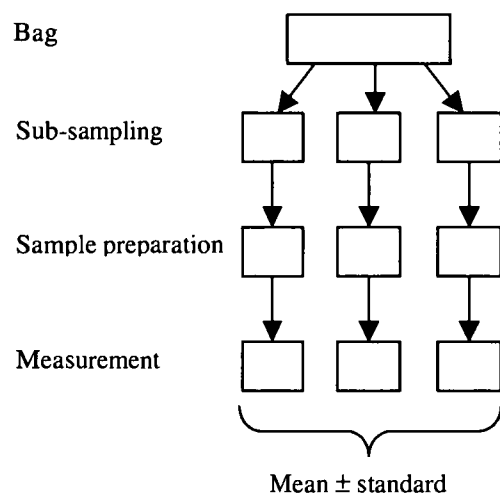 Bag
Sub-sampling
Sample preparation
Measurement
Mean ± standard